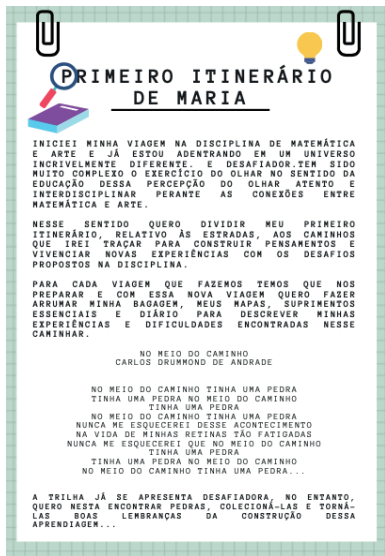 PRIMEIRO ITINERÁRIO
DE MARIA
INICIEI MINHA VIAGEM NA DISCIPLINA DE MATEMÁTICA
E ARTE E JÁ ESTOU ADENTRANDO EM UM UNIVERSO
INCRIVELMENTE DIFERENTE. E DESAFIADOR.TEM SIDO
MUITO COMPLEXO O EXERCÍCIO DO OLHAR NO SENTIDO DA
EDUCAÇÃO DESSA PERCEPÇÃO DO OLHAR ATENTO E
INTERDISCIPLINAR PERANTE AS CONEXÕES ENTRE
MATEMÁTICA E ARTE.
NESSE SENTIDO QUERO DIVIDIR MEU PRIMEIRO
ITINERÁRIO, RELATIVO ÀS ESTRADAS, AOS CAMINHOS
QUE IREI TRAÇAR PARA CONSTRUIR PENSAMENTOS E
VIVENCIAR NOVAS EXPERIÊNCIAS COM OS DESAFIOS
PROPOSTOS NA DISCIPLINA.
PARA CADA VIAGEM QUE FAZEMOS TEMOS QUE NOS
PREPARAR E COM ESSA NOVA VIAGEM QUERO FAZER
ARRUMAR MINHA BAGAGEM, MEUS MAPAS, SUPRIMENTOS
ESSENCIAIS E DIÁRIO PARA DESCREVER MINHAS
EXPERIÊNCIAS E DIFICULDADES ENCONTRADAS NESSE
CAMINHAR.
NO MEIO DO CAMINHO
CARLOS DRUMMOND DE ANDRADE
NO MEIO DO CAMINHO TINHA UMA PEDRA
TINHA UMA PEDRA NO MEIO DO CAMINHO
TINHA UMA PEDRA
NO MEIO DO CAMINHO TINHA UMA PEDRA
NUNCA ME ESQUECEREI DESSE ACONTECIMENTO
NA VIDA DE MINHAS RETINAS TÃO FATIGADAS
NUNCA ME ESQUECEREI QUE NO MEIO DO CAMINHO
TINHA UMA PEDRA
TINHA UMA PEDRA NO MEIO DO CAMINHO
NO MEIO DO CAMINHO TINHA UMA PEDRA...
A TRILHA JÁ SE APRESENTA DESAFIADORA, NO ENTANTO,
QUERO NESTA ENCONTRAR PEDRAS, COLECIONÁ-LAS E TORNÁ-
LAS BOAS LEMBRANÇAS DA CONSTRUÇÃO DESSA
APRENDIAGEM...